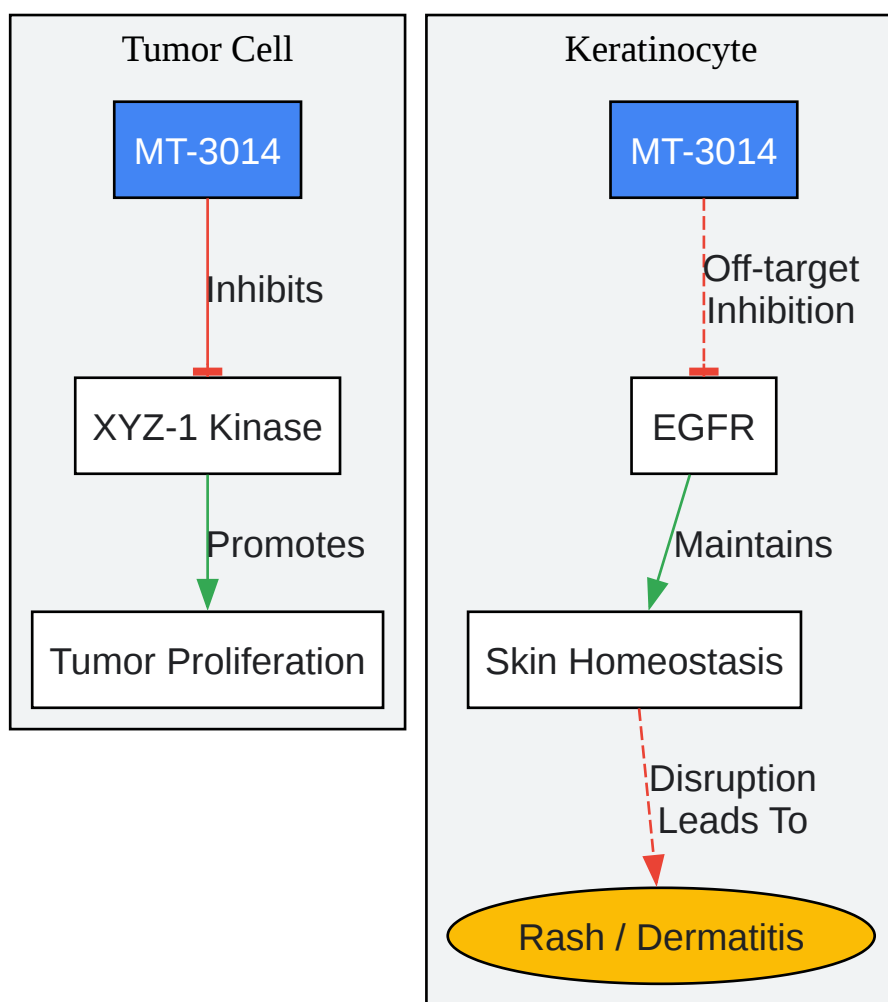 Tumor Cell
MT-3014
Inhibits
XYZ-1 Kinase
Promotes
Tumor Proliferation
Keratinocyte
MT-3014
Off-target
Inhibition
EGFR
Maintains
Skin Homeostasis
Disruption
Leads To
Rash / Dermatitis